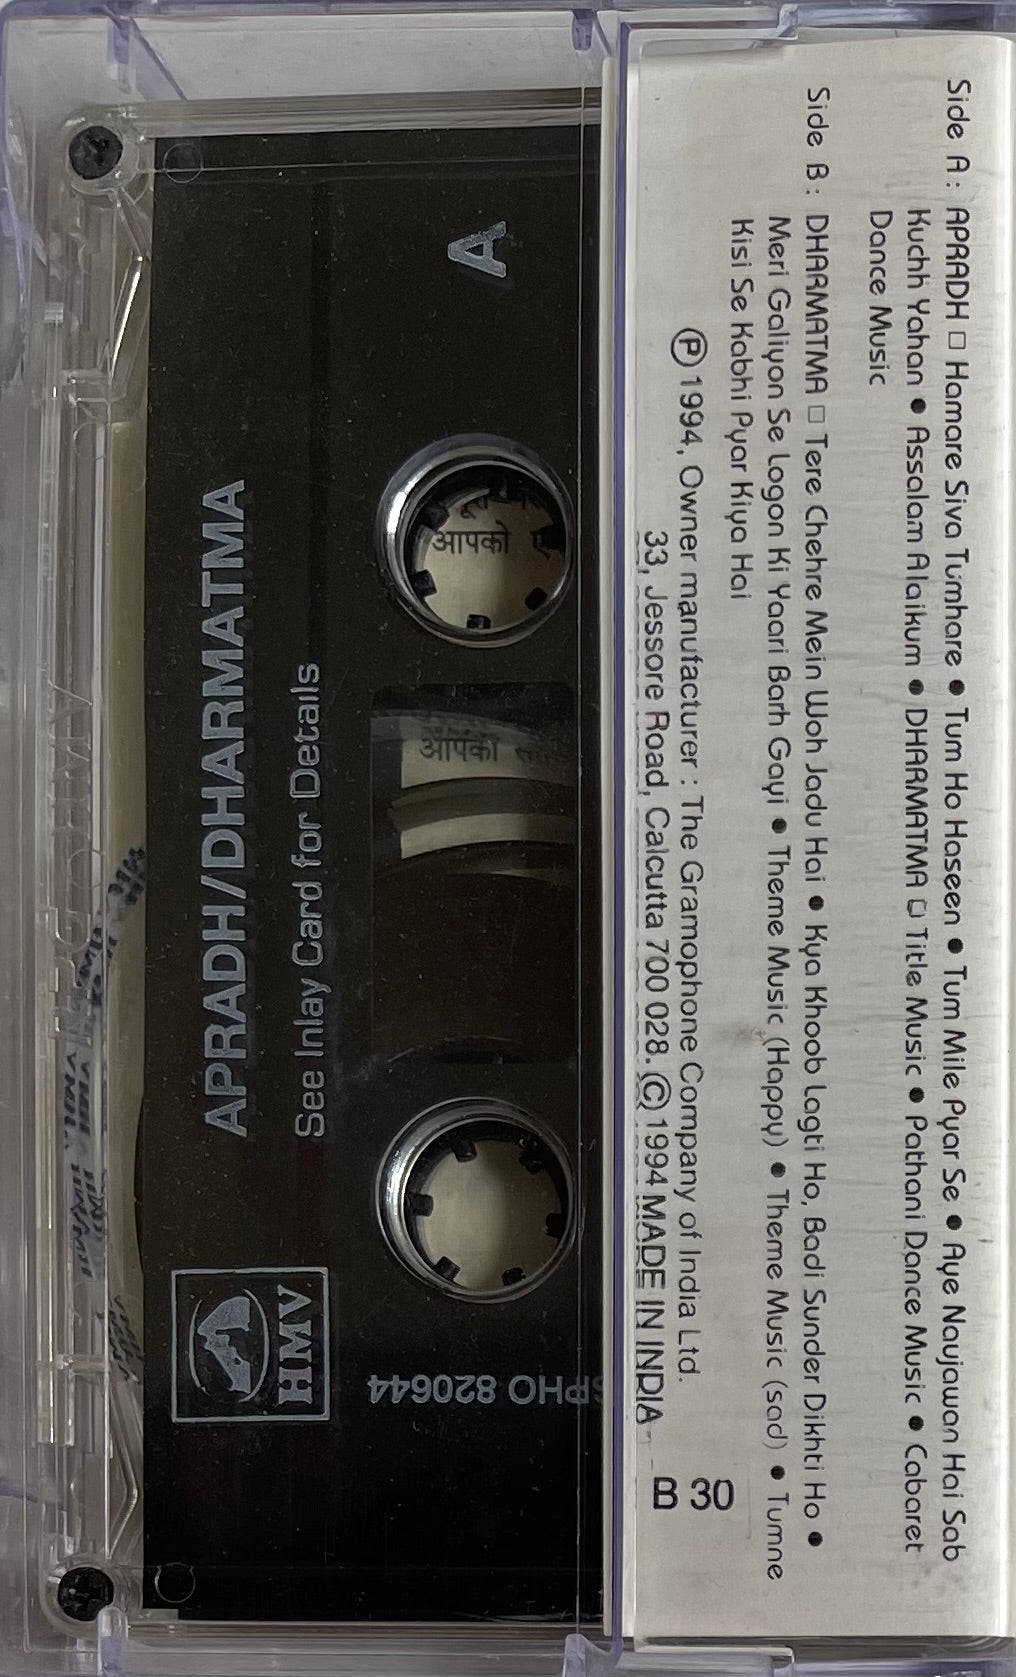 Side A : APRADH □ Hamare Siva Tumhare ● Tum Ho Haseen ● Tum Mile Pyar Se ● Aye Naujawan Hai Sab
Kuchh Yahan ● Assalam Alaikum ● DHARMATMA □ Title Music ● Pathani Dance Music ● Cabaret
Dance Music
Side B : DHARMATMA □ Tere Chehre Mein Woh Jadu Hai ● Kya Khoob Lagti Ho, Badi Sunder Dikhti Ho ●
Meri Galiyon Se Logon Ki Yaari Barh Gayi ● Theme Music (Happy) ● Theme Music (sad) ● Tumne
Kisi Se Kabhi Pyar Kiya Hai
Ⓟ 1994, Owner manufacturer : The Gramophone Company of India Ltd.
33, Jessore Road, Calcutta 700 028. Ⓒ 1994 MADE IN INDIA
B 30
A
आपको
आपको
APRADH/DHARMATMA
See Inlay Card for Details
HMV
SPHO 820644